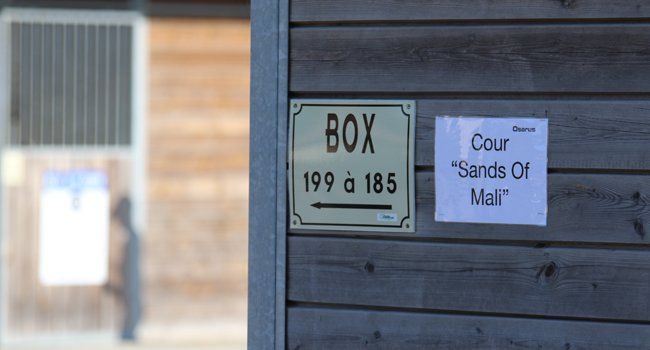 BOX
199 à 185
Osarus
Cour
“Sands Of
Mali”